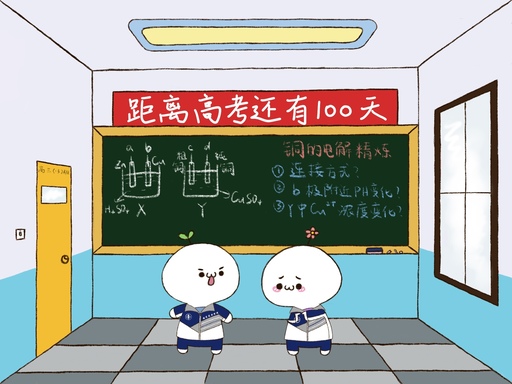 距离高考还有100天
铜的电解精炼
a b c d
Zn Cu 粗铜 纯铜
①连接方式?
②b极附近PH变化?
③Y中Cu²⁺浓度变化?
H₂SO₄ X Y CuSO₄